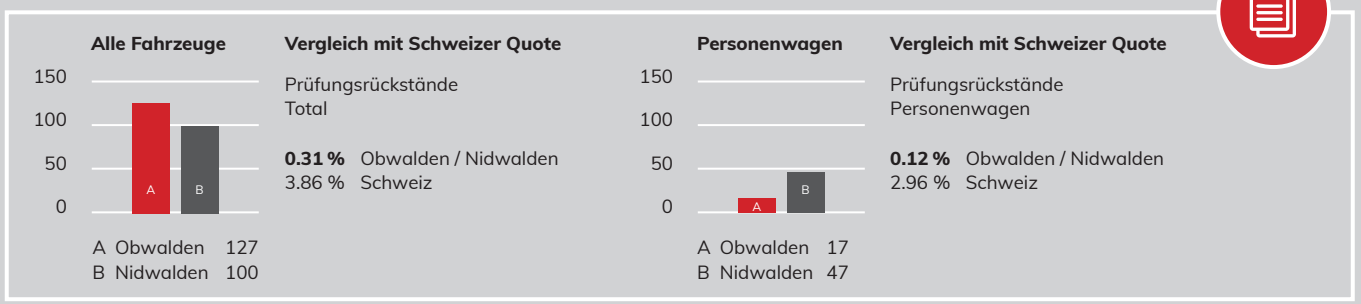 Alle Fahrzeuge
150
100
50
0
A
B
A Obwalden 127
B Nidwalden 100
Vergleich mit Schweizer Quote
Prüfungsrückstände
Total
0.31 % Obwalden / Nidwalden
3.86 % Schweiz
Personenwagen
150
100
50
0
A
B
A Obwalden 17
B Nidwalden 47
Vergleich mit Schweizer Quote
Prüfungsrückstände
Personenwagen
0.12 % Obwalden / Nidwalden
2.96 % Schweiz